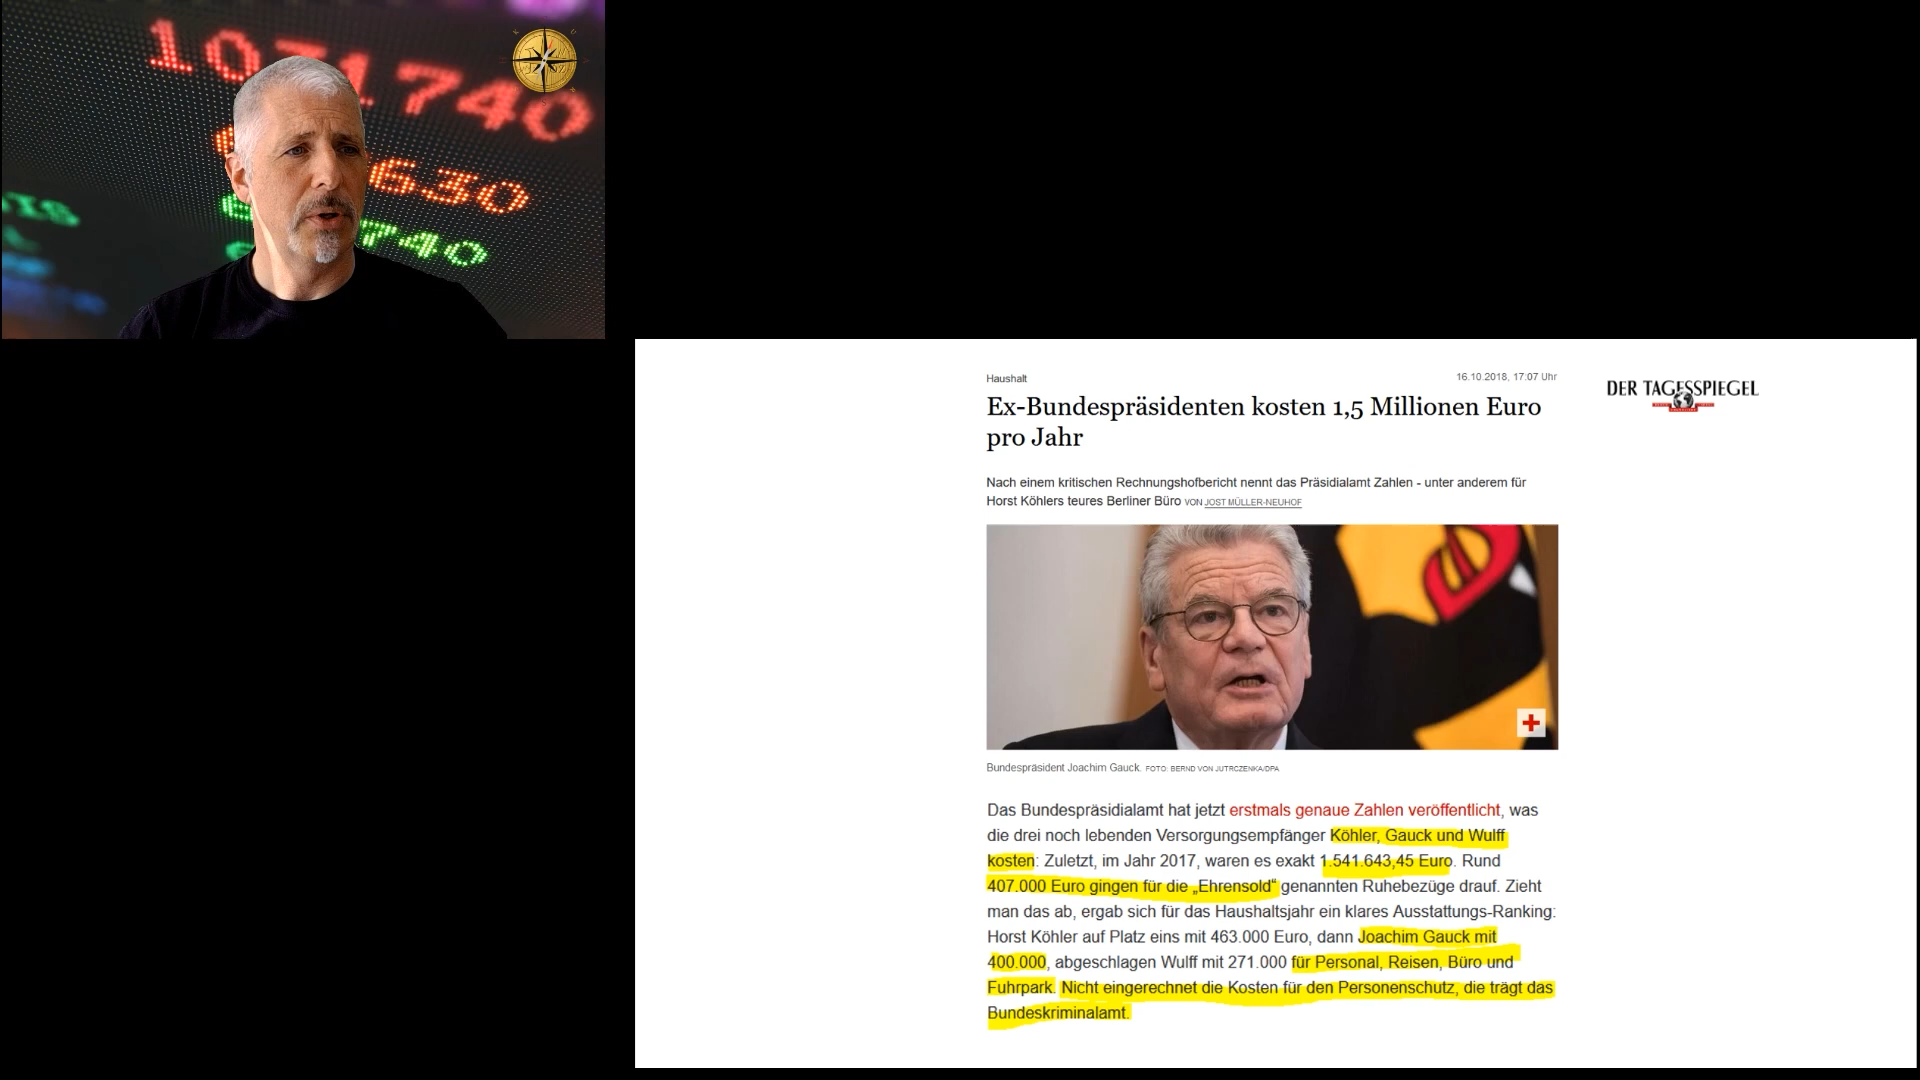 1071740
630
740
Haushalt
16.10.2018, 17:07 Uhr
DER TAGESSPIEGEL
Ex-Bundespräsidenten kosten 1,5 Millionen Euro
pro Jahr
Nach einem kritischen Rechnungshofbericht nennt das Präsidialamt Zahlen - unter anderem für
Horst Köhlers teures Berliner Büro VON JOST MÜLLER-NEUHOF
Bundespräsident Joachim Gauck. FOTO: BERND VON JUTRCZENKA/DPA
Das Bundespräsidialamt hat jetzt erstmals genaue Zahlen veröffentlicht, was
die drei noch lebenden Versorgungsempfänger Köhler, Gauck und Wulff
kosten: Zuletzt, im Jahr 2017, waren es exakt 1.541.643,45 Euro. Rund
407.000 Euro gingen für die „Ehrensold“ genannten Ruhebezüge drauf. Zieht
man das ab, ergab sich für das Haushaltsjahr ein klares Ausstattungs-Ranking:
Horst Köhler auf Platz eins mit 463.000 Euro, dann Joachim Gauck mit
400.000, abgeschlagen Wulff mit 271.000 für Personal, Reisen, Büro und
Fuhrpark. Nicht eingerechnet die Kosten für den Personenschutz, die trägt das
Bundeskriminalamt.